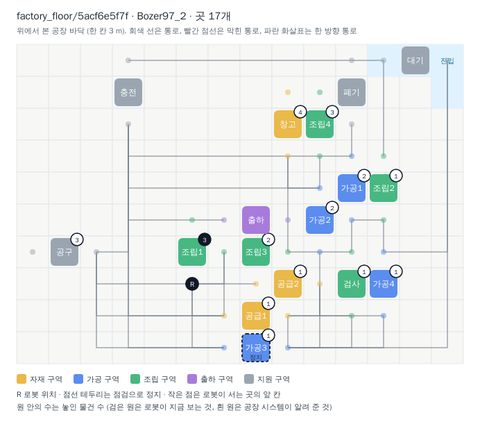 factory_floor/5acf6e5f7f · Bozer97_2 · 곳 17개
위에서 본 공장 바닥 (한 칸 3 m). 회색 선은 통로, 빨간 점선은 막힌 통로, 파란 화살표는 한 방향 통로
대기
진입
충전
폐기
4
3
창고
조립4
2
1
가공1
조립2
출하
2
가공2
3
공구
3
조립1
2
조립3
R
1
공급2
1
검사
1
가공4
1
공급1
1
가공3
정지
자재 구역
가공 구역
조립 구역
출하 구역
지원 구역
R 로봇 위치 · 점선 테두리는 점검으로 정지 · 작은 점은 로봇이 서는 곳의 앞 칸
원 안의 수는 놓인 물건 수 (검은 원은 로봇이 지금 보는 것, 흰 원은 공장 시스템이 알려 준 것)